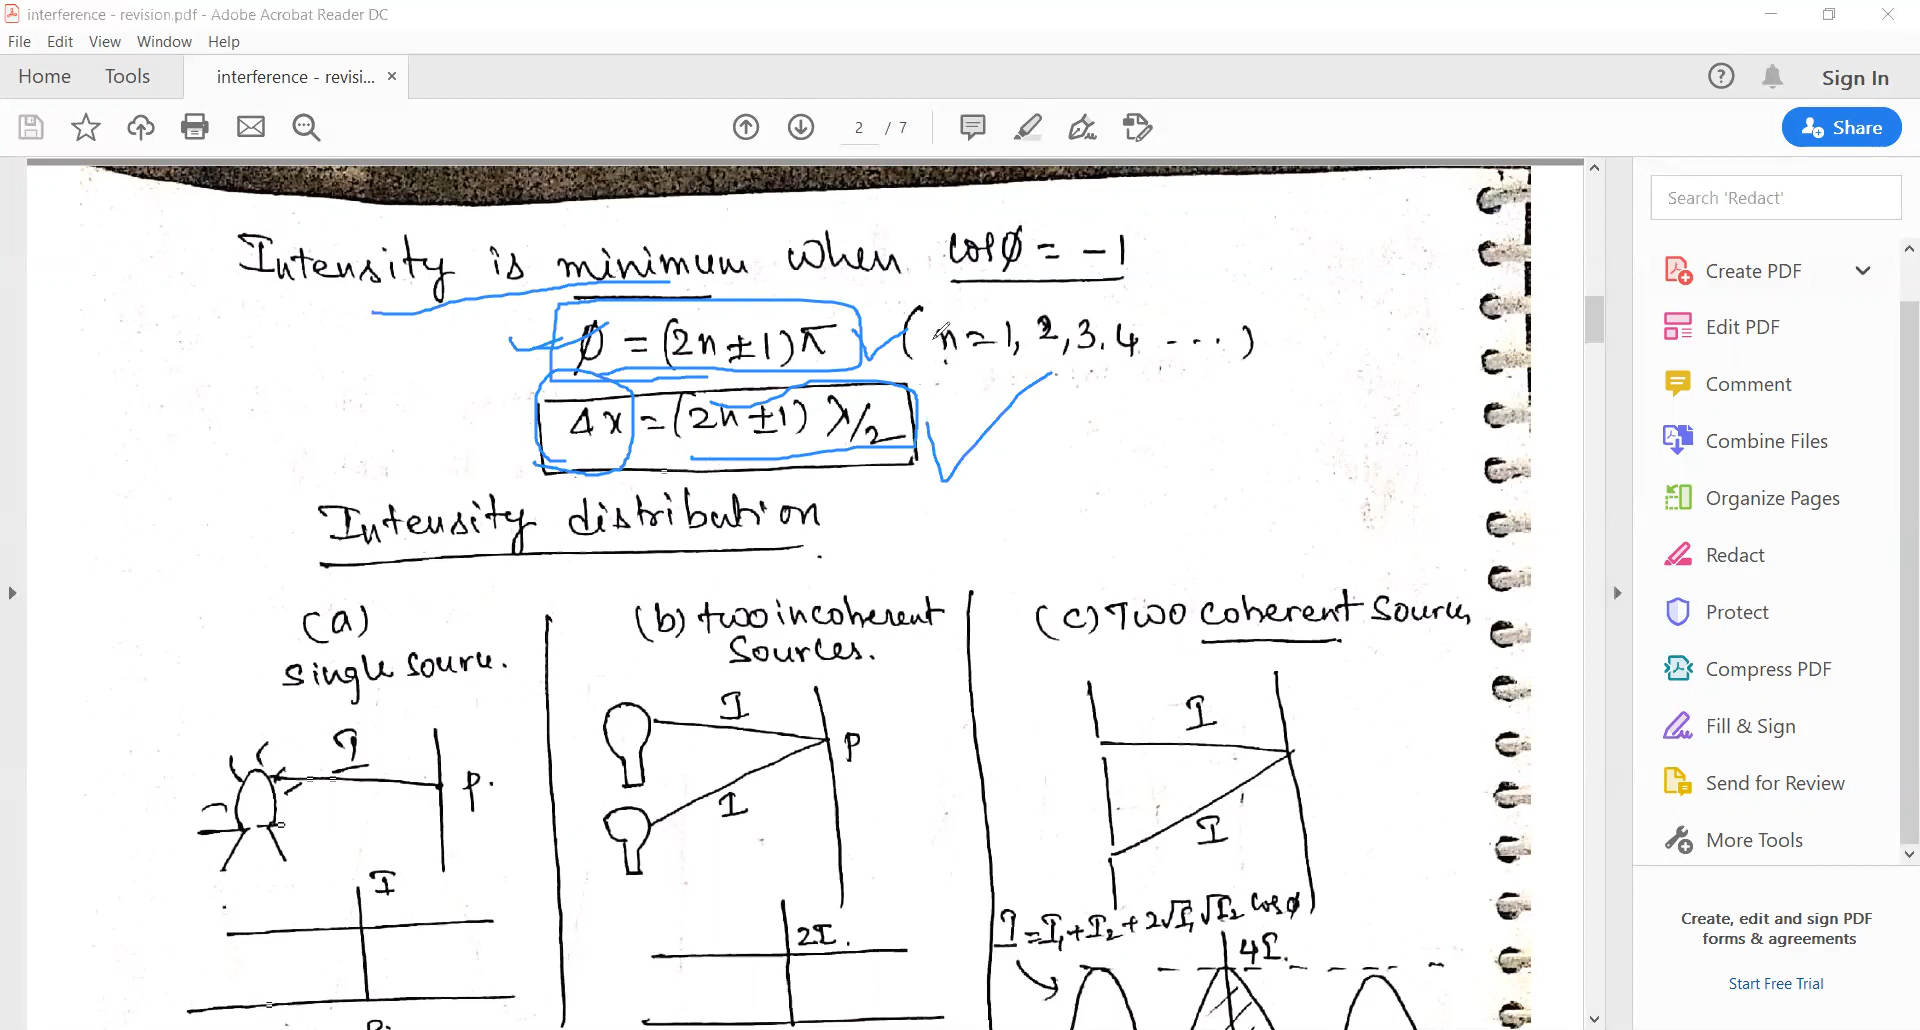 interference - revision.pdf - Adobe Acrobat Reader DC
File Edit View Window Help
Home Tools interference - revisi... ×
? Sign In
2 / 7
Share
Search 'Redact'
Create PDF
Edit PDF
Comment
Combine Files
Organize Pages
Redact
Protect
Compress PDF
Fill & Sign
Send for Review
More Tools
Create, edit and sign PDF
forms & agreements
Start Free Trial
Intensity is minimum when cosØ = -1
Ø = (2n±1)π (n=1, 2, 3. 4 ....)
Δx = (2n±1) λ/2
Intensity distribution.
(a)
single source.
I
P.
I
(b) two incoherent
Sources.
I
P
I
2I.
(c) Two coherent Sources
I
I
I = I₁ + I₂ + 2√I₁ √I₂ cosϕ
4I.